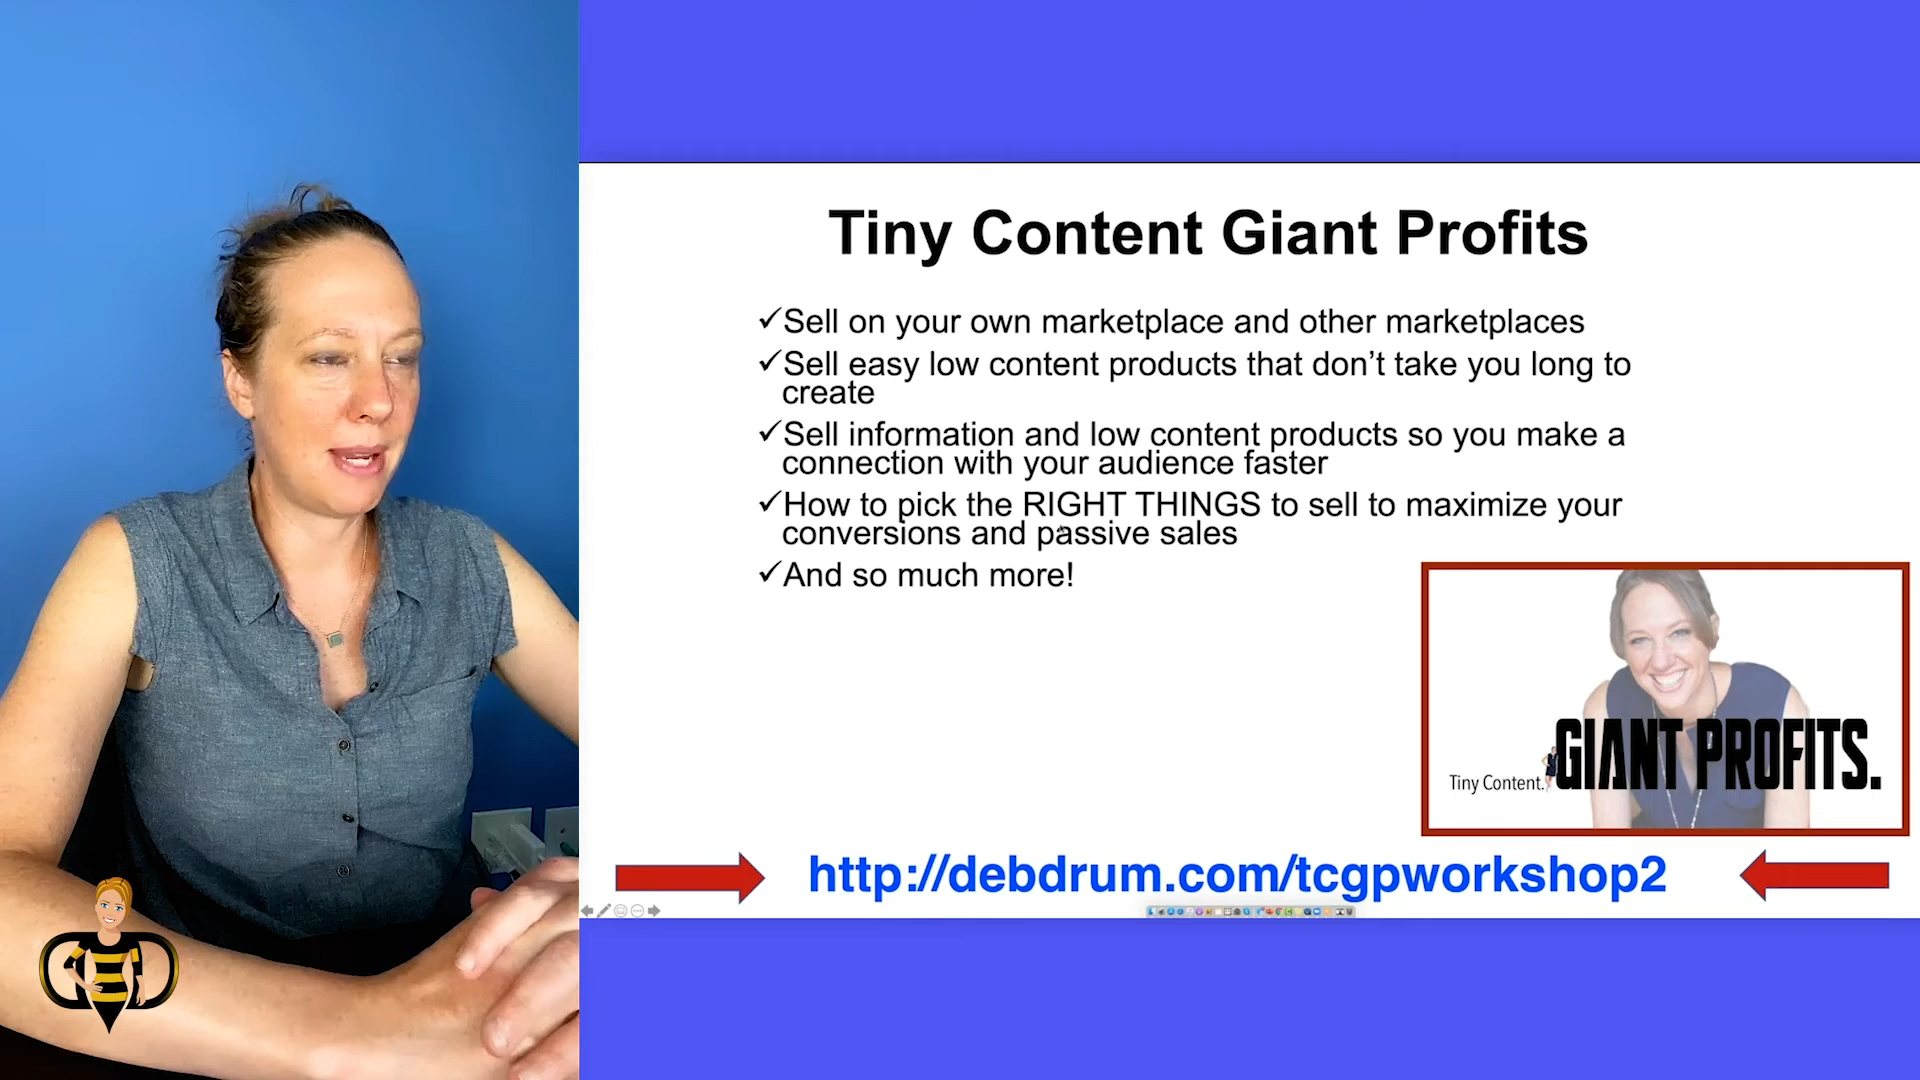 Tiny Content Giant Profits
✓Sell on your own marketplace and other marketplaces
✓Sell easy low content products that don’t take you long to
create
✓Sell information and low content products so you make a
connection with your audience faster
✓How to pick the RIGHT THINGS to sell to maximize your
conversions and passive sales
✓And so much more!
Tiny Content. GIANT PROFITS.
http://debdrum.com/tcgpworkshop2